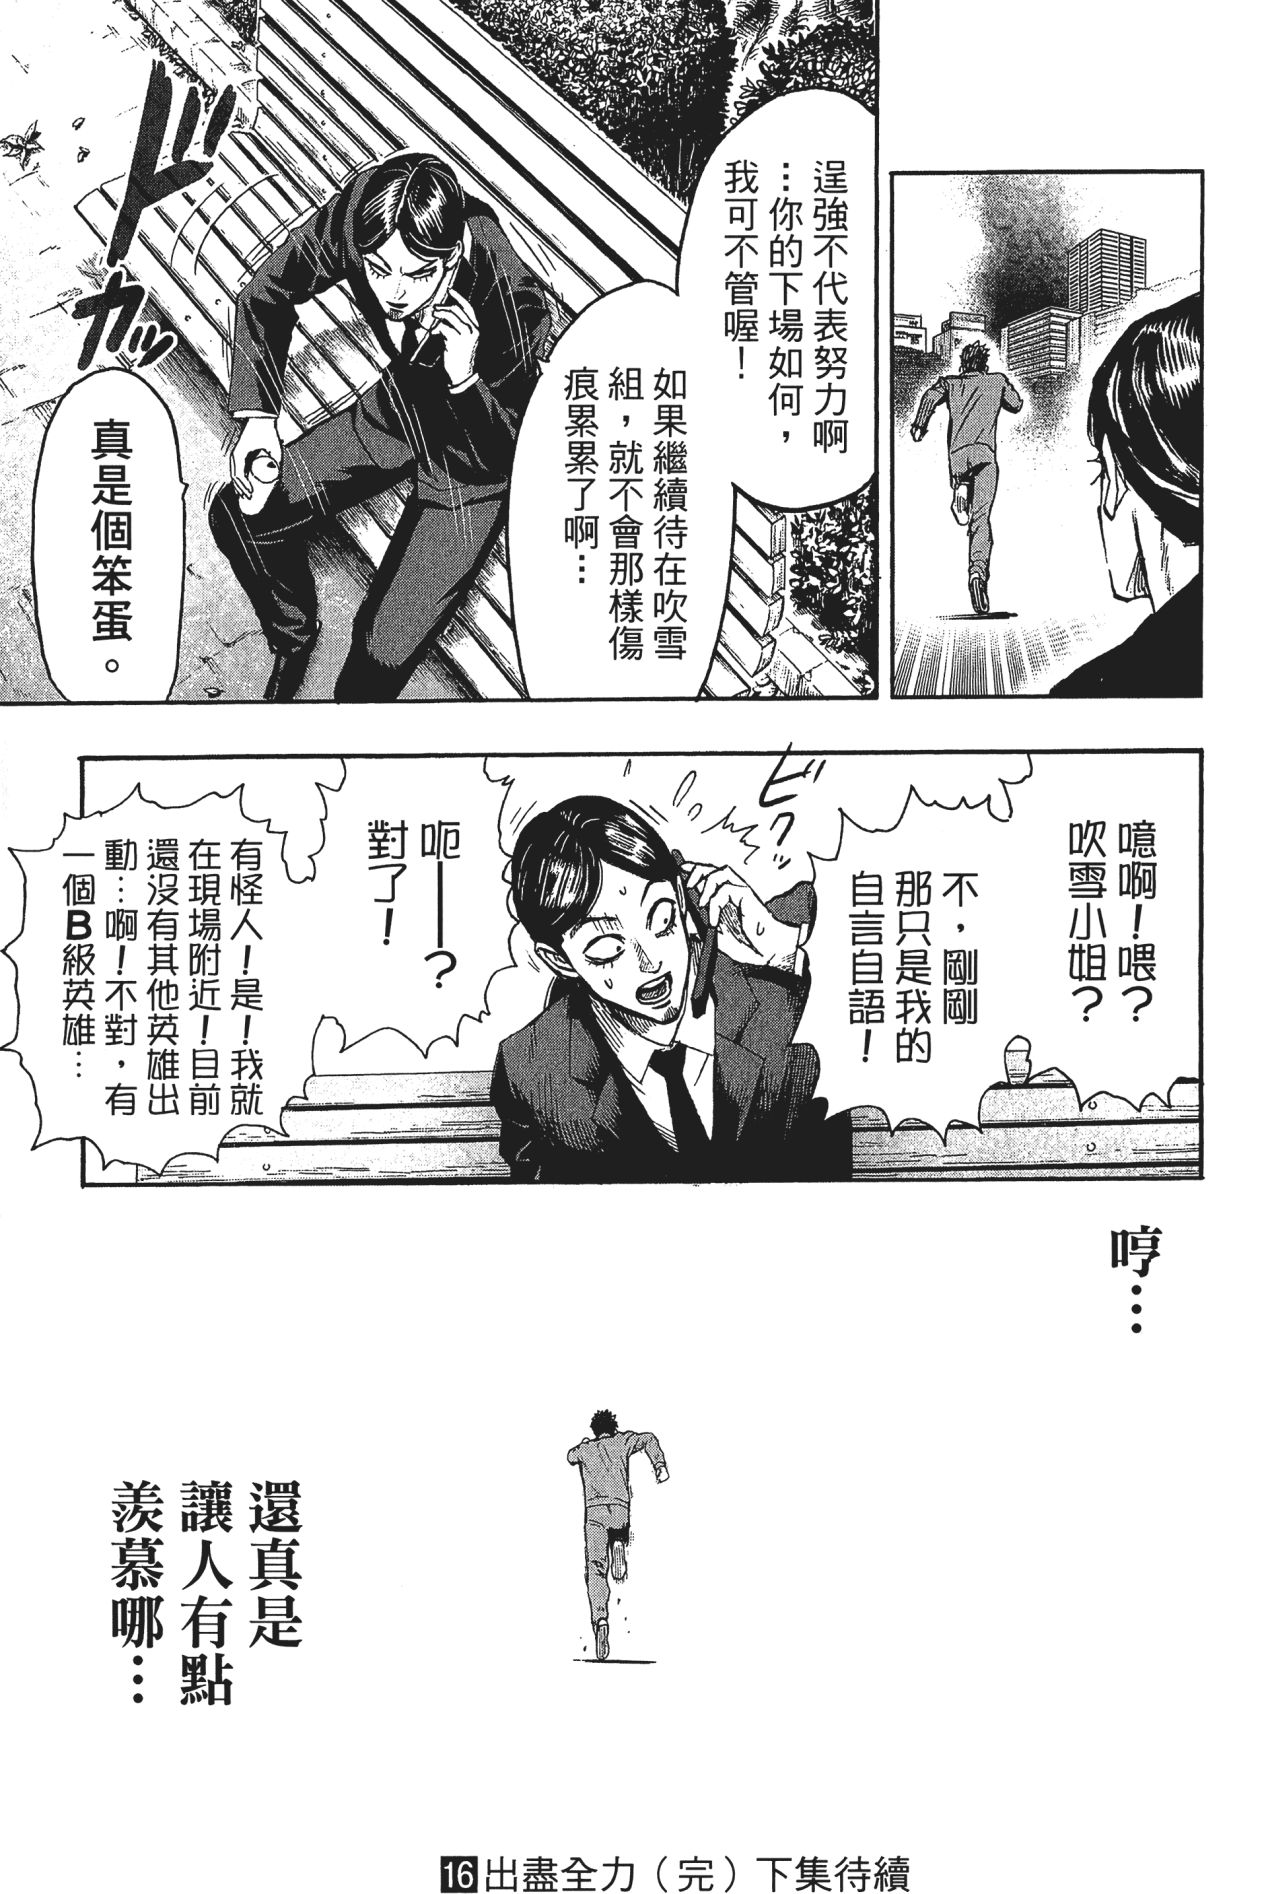 逞強不代表努力啊
…你的下場如何，
我可不管喔！
如果繼續待在吹雪
組，就不會那樣傷
痕累累了啊…
ドカッ
真是個笨蛋。
噫啊！喂？
吹雪小姐？
不，剛剛
那只是我的
自言自語！
ビクッ
呃——？
對了！
有怪人！是！我就
在現場附近！目前
還沒有其他英雄出
動…啊！不對，有
一個B級英雄…
哼…
還真是
讓人有點
羨慕哪…
16出盡全力（完）下集待續